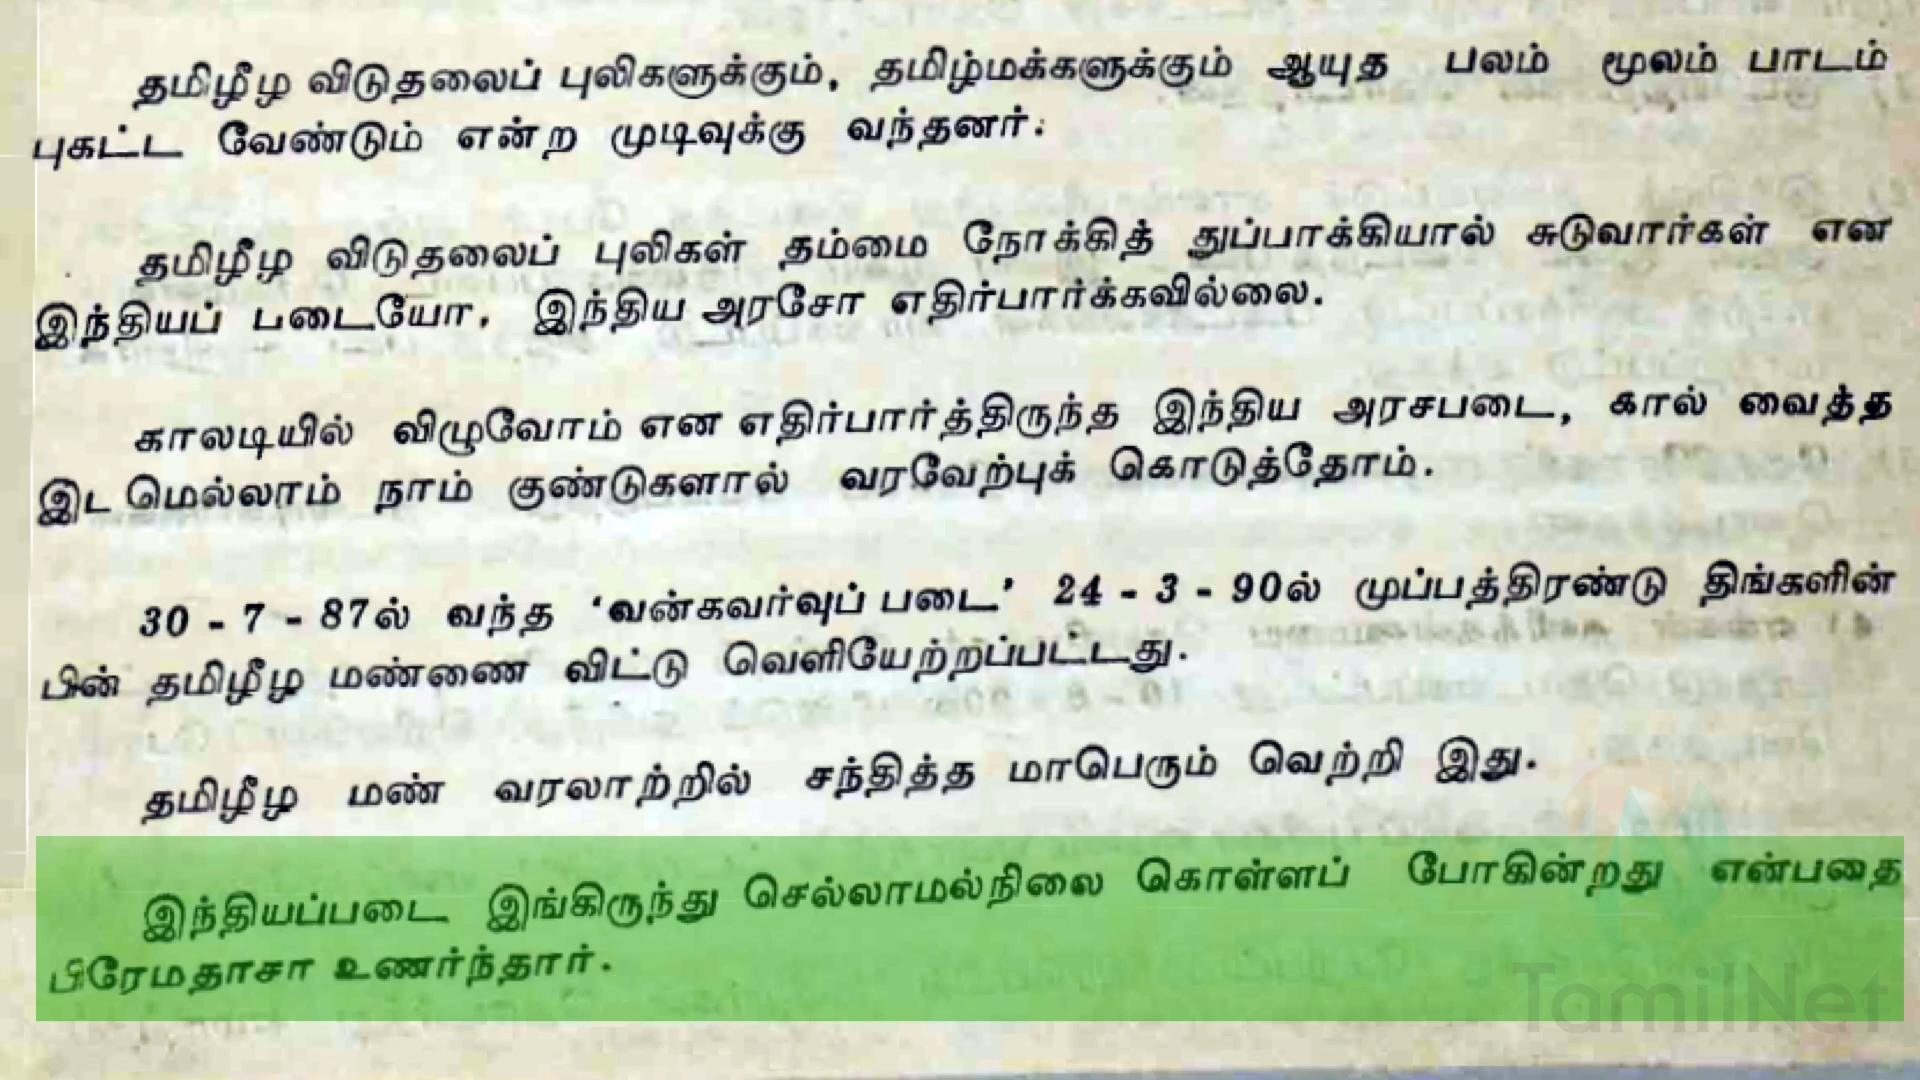 தமிழீழ விடுதலைப் புலிகளுக்கும், தமிழ்மக்களுக்கும் ஆயுத பலம் மூலம் பாடம்
புகட்ட வேண்டும் என்ற முடிவுக்கு வந்தனர்.
தமிழீழ விடுதலைப் புலிகள் தம்மை நோக்கித் துப்பாக்கியால் சுடுவார்கள் என
இந்தியப் படையோ, இந்திய அரசோ எதிர்பார்க்கவில்லை.
காலடியில் விழுவோம் என எதிர்பார்த்திருந்த இந்திய அரசபடை, கால் வைத்த
இடமெல்லாம் நாம் குண்டுகளால் வரவேற்புக் கொடுத்தோம்.
30 - 7 - 87ல் வந்த ‘வன்கவர்வுப் படை’ 24 - 3 - 90ல் முப்பத்திரண்டு திங்களின்
பின் தமிழீழ மண்ணை விட்டு வெளியேற்றப்பட்டது.
தமிழீழ மண் வரலாற்றில் சந்தித்த மாபெரும் வெற்றி இது.
இந்தியப்படை இங்கிருந்து செல்லாமல்நிலை கொள்ளப் போகின்றது என்பதை
பிரேமதாசா உணர்ந்தார்.
TamilNet